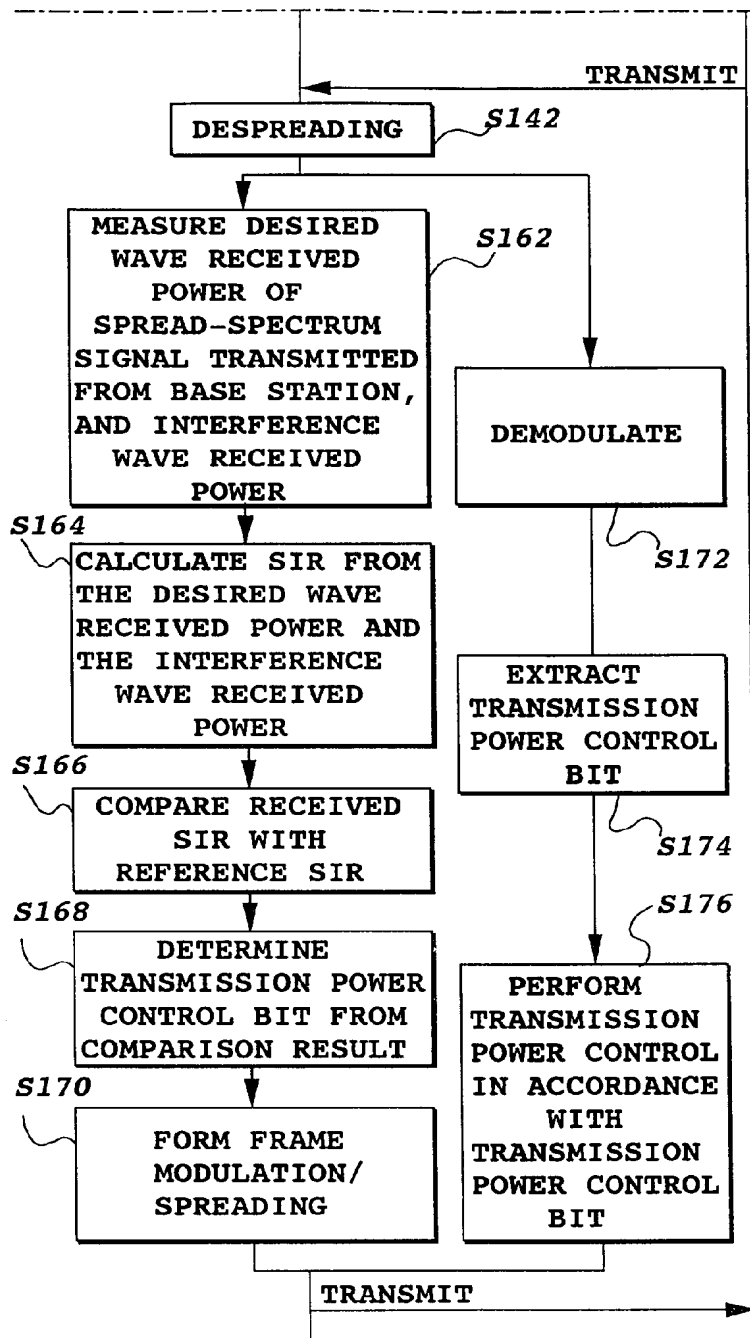 TRANSMIT
DESPREADING
S142
MEASURE DESIRED
WAVE RECEIVED
POWER OF
SPREAD-SPECTRUM
SIGNAL TRANSMITTED
FROM BASE STATION,
AND INTERFERENCE
WAVE RECEIVED
POWER
S162
DEMODULATE
S172
S164
CALCULATE SIR FROM
THE DESIRED WAVE
RECEIVED POWER AND
THE INTERFERENCE
WAVE RECEIVED
POWER
EXTRACT
TRANSMISSION
POWER CONTROL
BIT
S174
S166
COMPARE RECEIVED
SIR WITH
REFERENCE SIR
S168
DETERMINE
TRANSMISSION POWER
CONTROL BIT FROM
COMPARISON RESULT
S176
PERFORM
TRANSMISSION
POWER CONTROL
IN ACCORDANCE
WITH
TRANSMISSION
POWER CONTROL
BIT
S170
FORM FRAME
MODULATION/
SPREADING
TRANSMIT